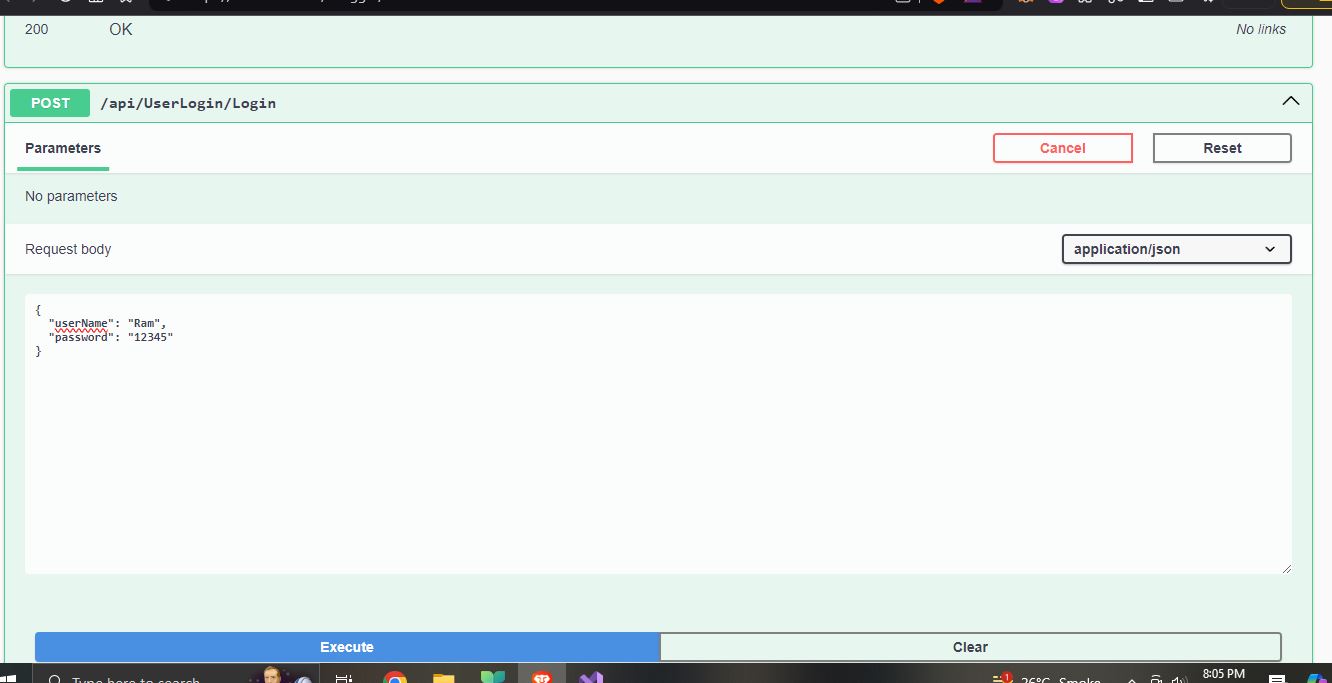 200 OK No links
POST /api/UserLogin/Login
Parameters Cancel Reset
No parameters
Request body application/json
{
"userName": "Ram",
"password": "12345"
}
Execute Clear
Type here to search 1 26°C Smoke 8:05 PM